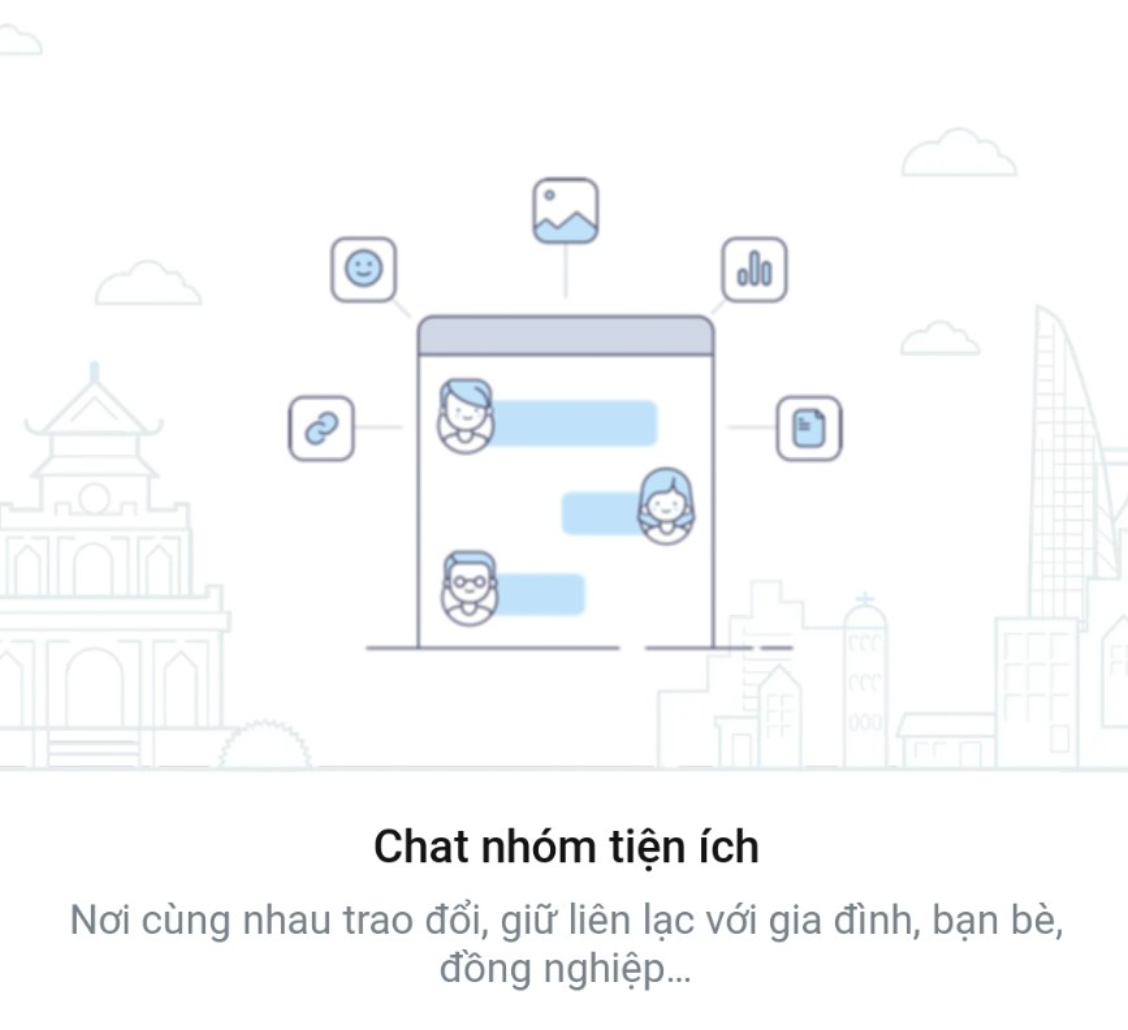 Chat nhóm tiện ích
Nơi cùng nhau trao đổi, giữ liên lạc với gia đình, bạn bè,
đồng nghiệp...